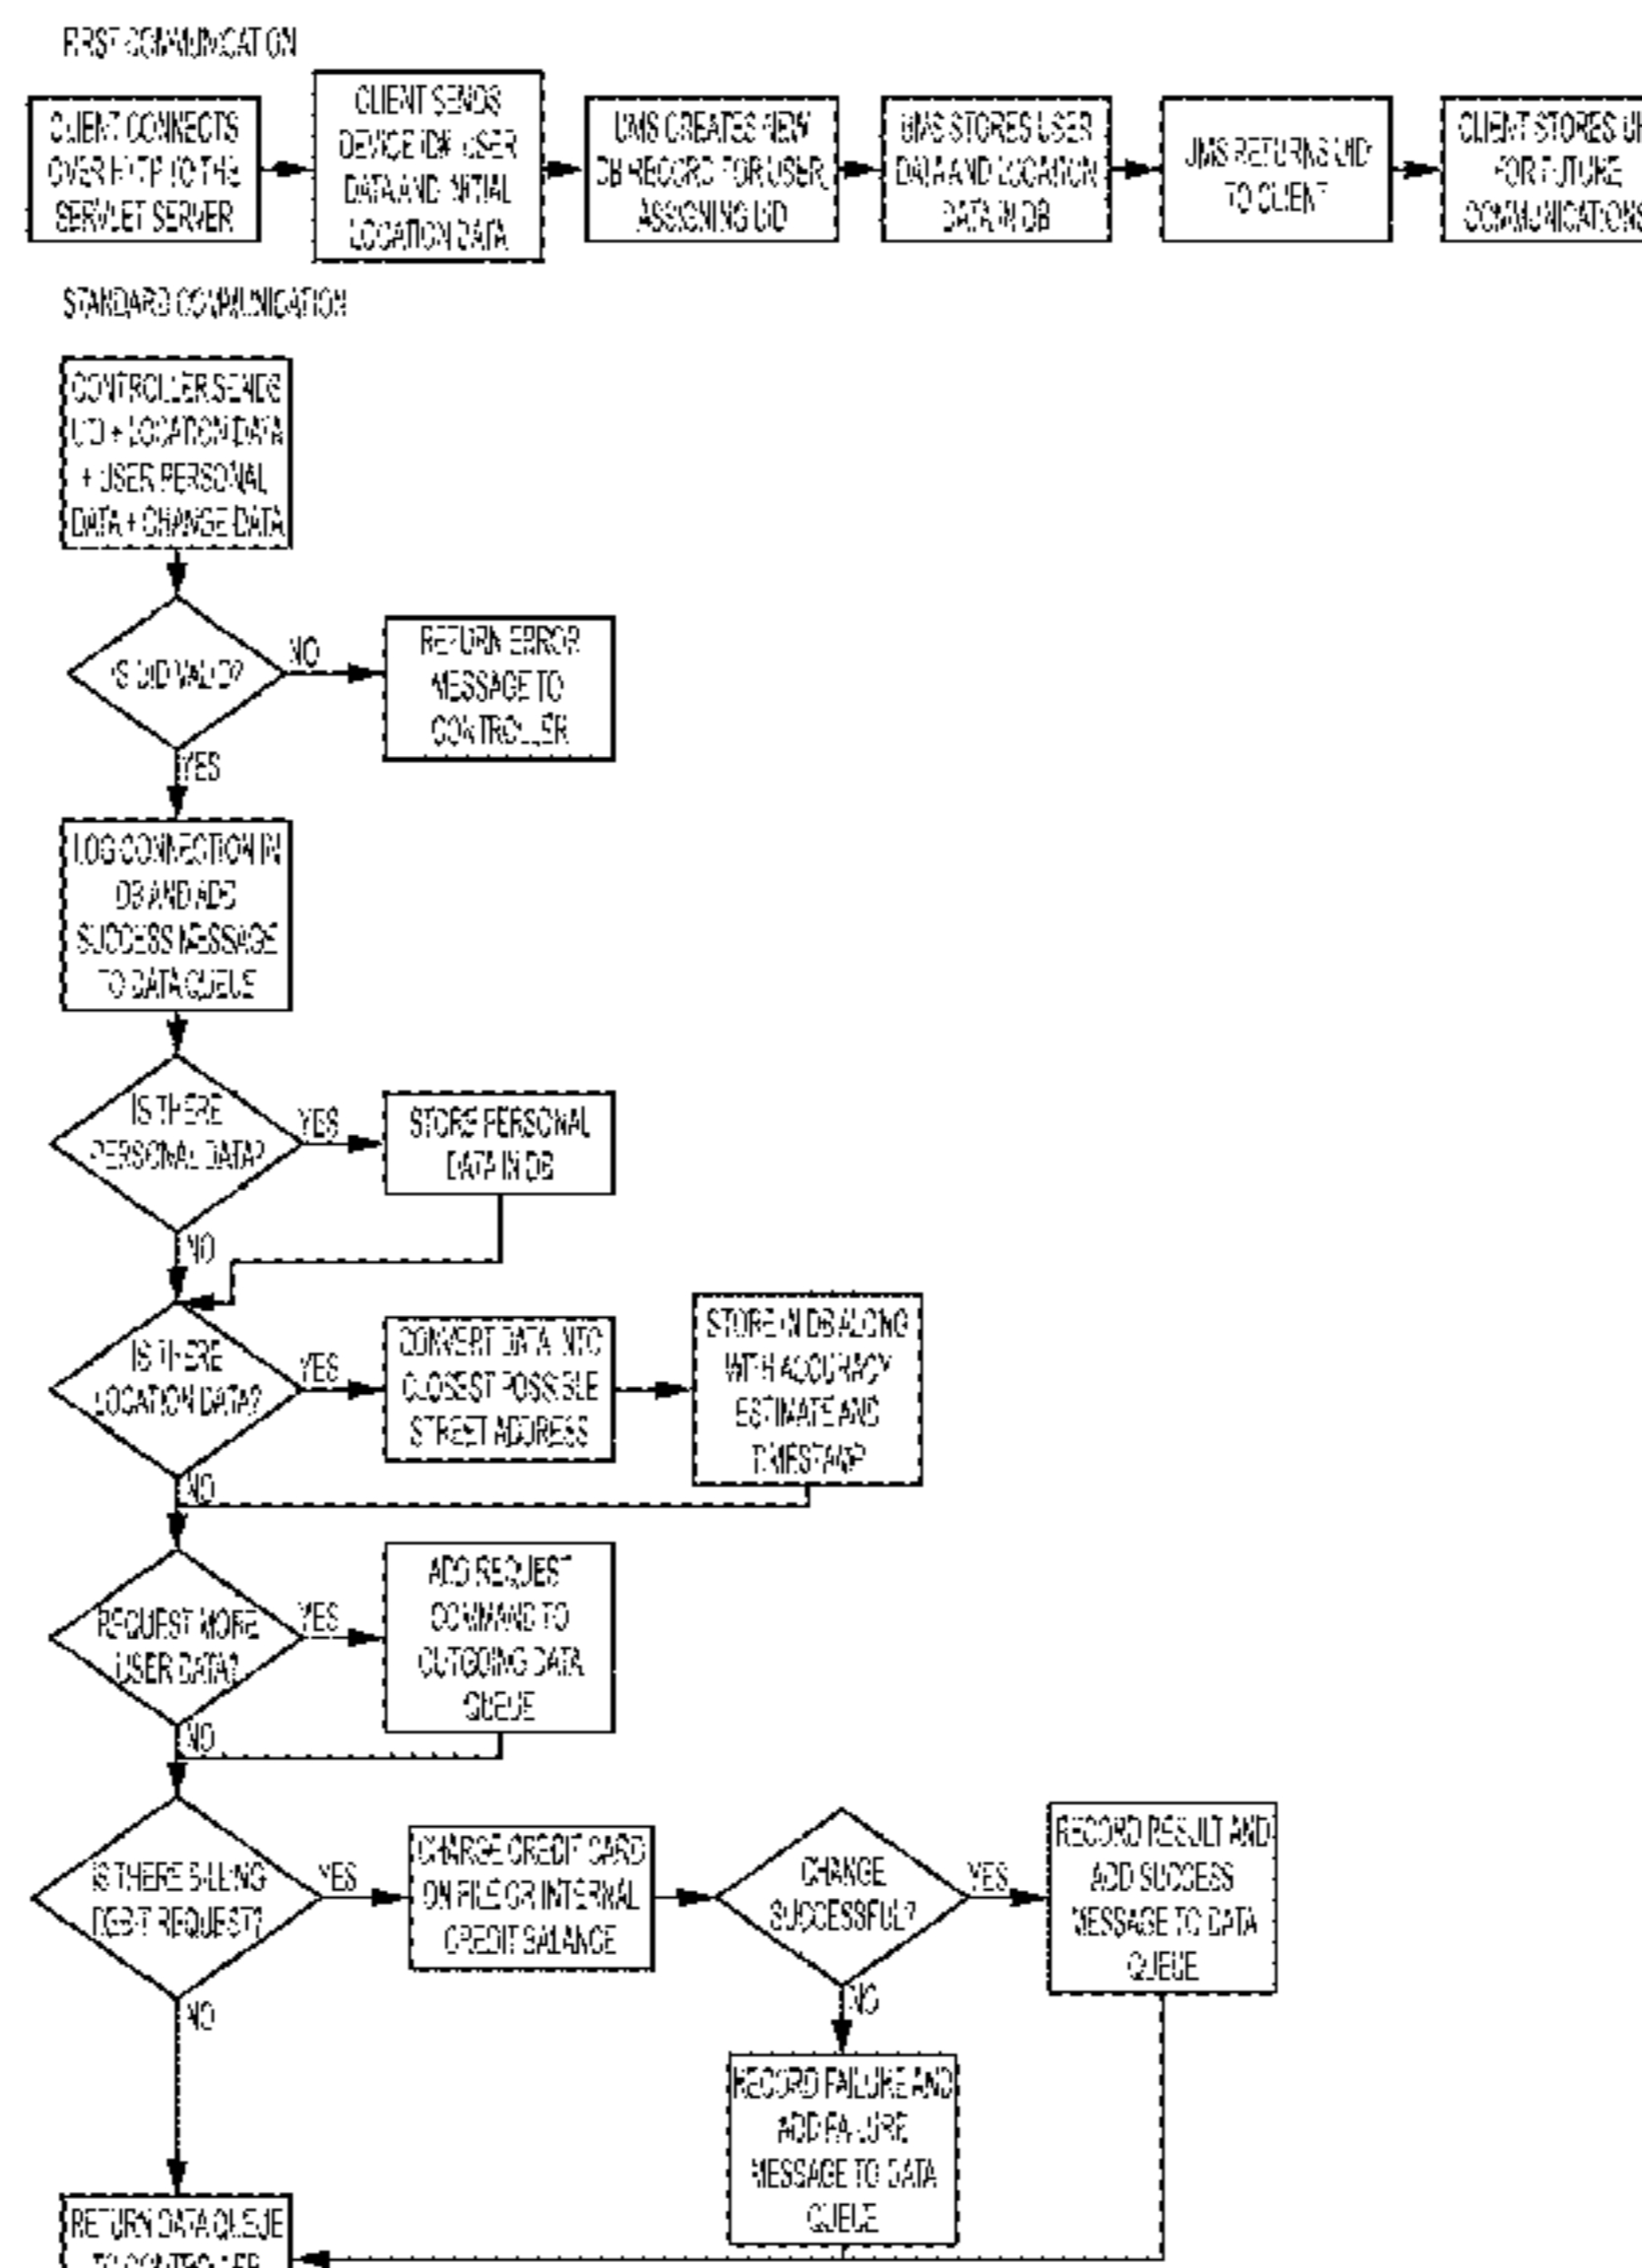 FIRST COMMUNICATION
CLIENT CONNECTS
OVER HTTP TO THE
SERVLET SERVER
CLIENT SENDS
DEVICE ID#, USER
DATA AND INITIAL
LOCATION DATA
UMS CREATES NEW
DB RECORD FOR USER,
ASSIGNING UID
UMS STORES USER
DATA AND LOCATION
DATA IN DB
UMS RETURNS UID
TO CLIENT
CLIENT STORES
FOR FUTURE
COMMUNICATIONS
STANDARD COMMUNICATION
CONTROLLER SENDS
UID + LOCATION DATA
+ USER PERSONAL
DATA + CHANGE DATA
IS UID VALID?
NO
RETURN ERROR
MESSAGE TO
CONTROLLER
YES
LOG CONNECTION IN
DB AND ADD
SUCCESS MESSAGE
TO DATA QUEUE
IS THERE
PERSONAL DATA?
YES
STORE PERSONAL
DATA IN DB
NO
IS THERE
LOCATION DATA?
YES
CONVERT DATA INTO
CLOSEST POSSIBLE
STREET ADDRESS
STORE IN DB ALONG
WITH ACCURACY
ESTIMATE AND
TIMESTAMP
NO
REQUEST MORE
USER DATA?
YES
ADD REQUEST
COMMAND TO
OUTGOING DATA
QUEUE
NO
IS THERE BILLING
DEBIT REQUEST?
YES
CHARGE CREDIT CARD
ON FILE OR INTERNAL
CREDIT BALANCE
CHANGE
SUCCESSFUL?
YES
RECORD RESULT AND
ADD SUCCESS
MESSAGE TO DATA
QUEUE
NO
RECORD FAILURE AND
ADD FAILURE
MESSAGE TO DATA
QUEUE
NO
RETURN DATA QUEUE
TO CONTROLLER